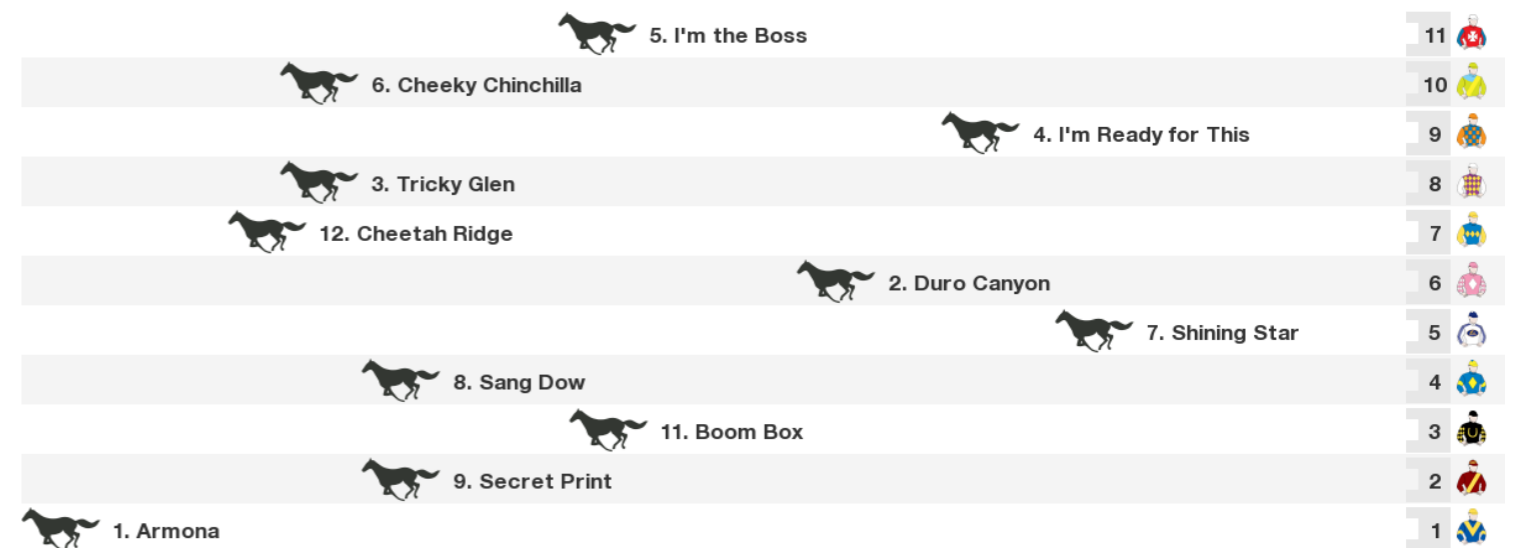 5. I'm the Boss 11
6. Cheeky Chinchilla 10
4. I'm Ready for This 9
3. Tricky Glen 8
12. Cheetah Ridge 7
2. Duro Canyon 6
7. Shining Star 5
8. Sang Dow 4
11. Boom Box 3
9. Secret Print 2
1. Armona 1